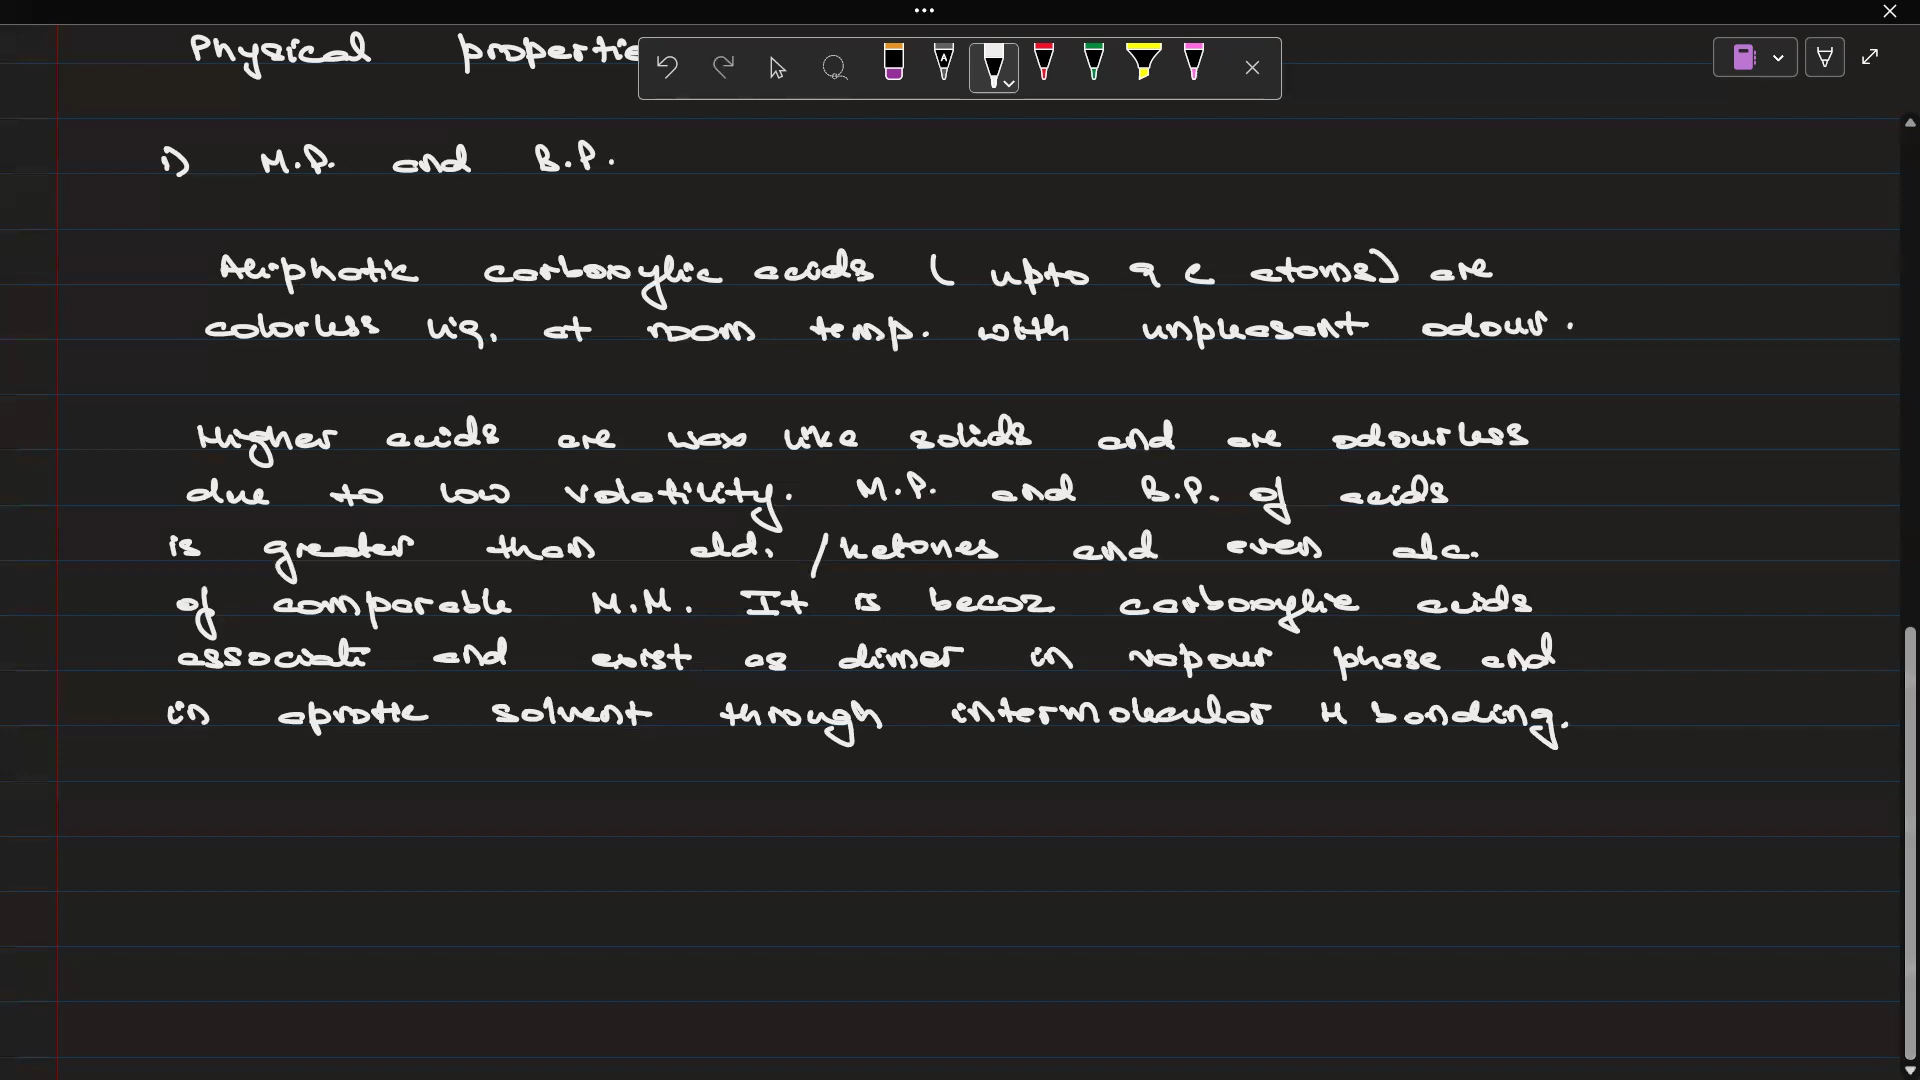 Physical propertie
i) M.P. and B.P.
Aliphatic carboxylic acids ( upto 9 C atoms) are
colorless liq. at room temp. with unpleasant odour.
Higher acids are wax like solids and are odourless
due to low volatility. M.P. and B.P. of acids
is greater than ald. / ketones and even alc.
of comparable M.M. It is becoz carboxylic acids
associate and exist as dimer in vapour phase and
in aprotic solvent through intermolecular H bonding.